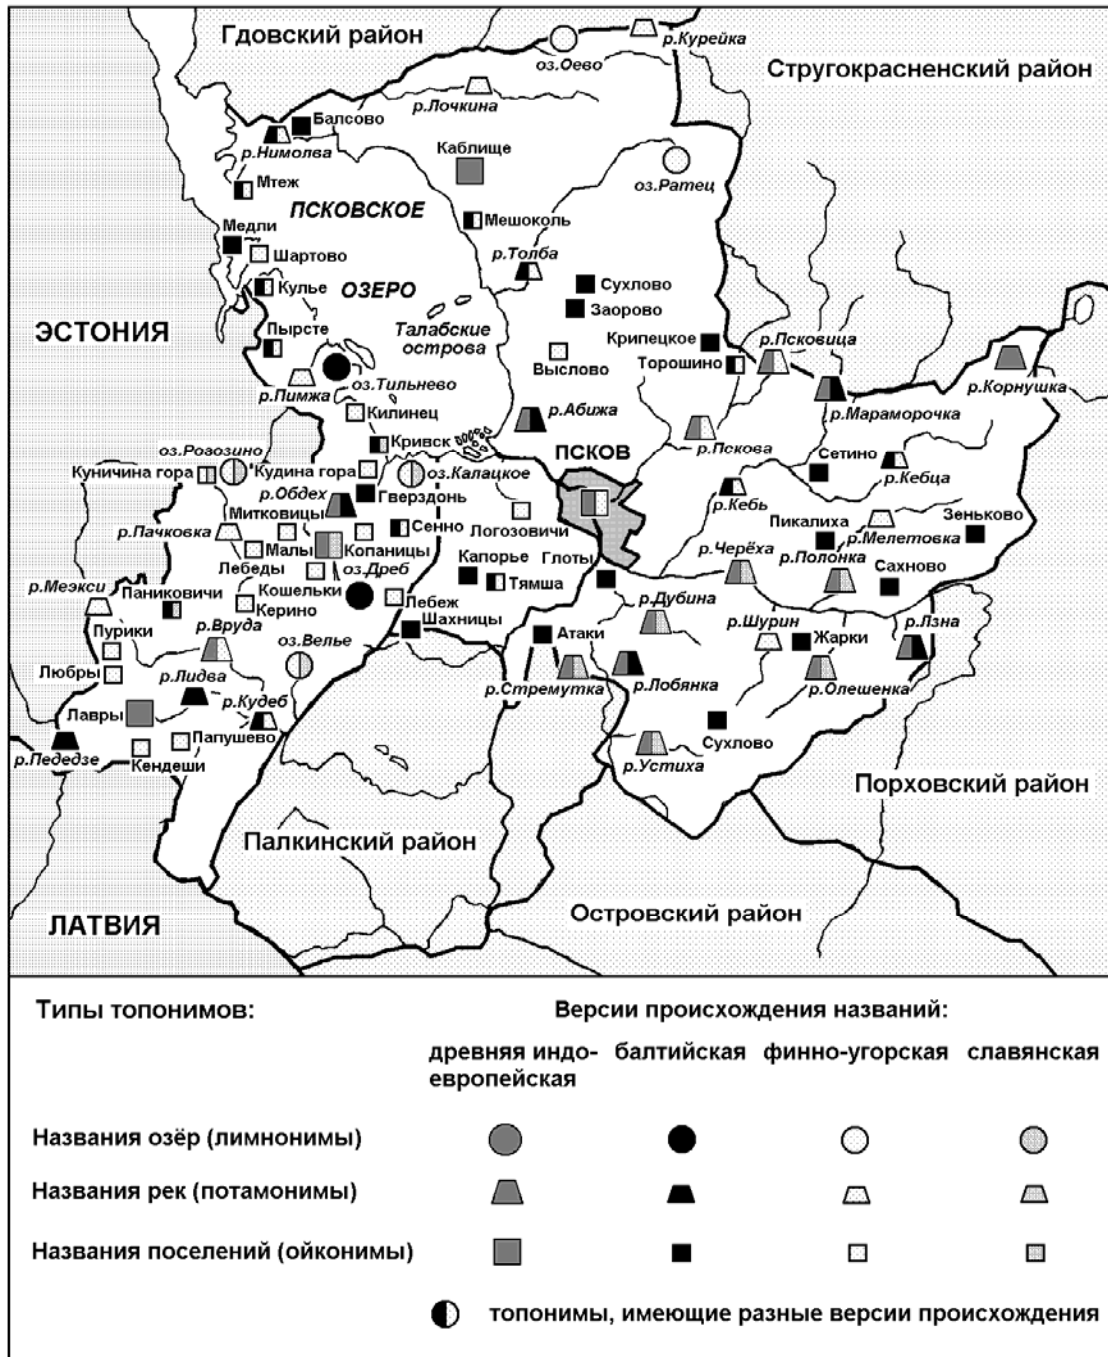 Гдовский район
р.Курейка
оз.Оево
Стругокрасненский район
р.Лочкина
Балсово
р.Нимолва
Каблище
оз.Ратец
Мтеж
ПСКОВСКОЕ
Мешоколь
Медли
Шартово
р.Толба
Кулье
ОЗЕРО
Сухлово
Заорово
ЭСТОНИЯ
Талабские
острова
Пырсте
Крипецкое
р.Псковица
Торошино
Выслово
р.Корнушка
оз.Тильнево
р.Пимжа
р.Мараморочка
Килинец
р.Абижа
Кривск
р.Пскова
оз.Рогозино
ПСКОВ
Сетино
Куничина гора
Кудина гора
оз.Калацкое
р.Кебца
р.Обдех
Гверздонь
р.Кебь
Митковицы
р.Пачковка
Сенно
Логозовичи
Пикалиха
Зеньково
Малы
Копаницы
р.Мелетовка
Лебеды
оз.Дреб
Капорье
Глоты
р.Черёха
р.Полонка
Сахново
р.Мэкси
Паниковичи
Кошельки
Керино
Тямша
р.Дубина
Лебеж
Шахницы
р.Шурин
р.Лзна
Пурики
р.Вруда
оз.Велье
Атаки
Жарки
Любры
р.Лидва
р.Стремутка
р.Лобянка
р.Олешенка
Лавры
р.Кудеб
Папушево
Сухлово
р.Педедзе
Кендеши
р.Устиха
Порховский район
Палкинский район
Островский район
ЛАТВИЯ
Типы топонимов:
Версии происхождения названий:
древняя индо-
европейская
балтийская
финно-угорская
славянская
Названия озёр (лимнонимы)
Названия рек (потамонимы)
Названия поселений (ойконимы)
топонимы, имеющие разные версии происхождения